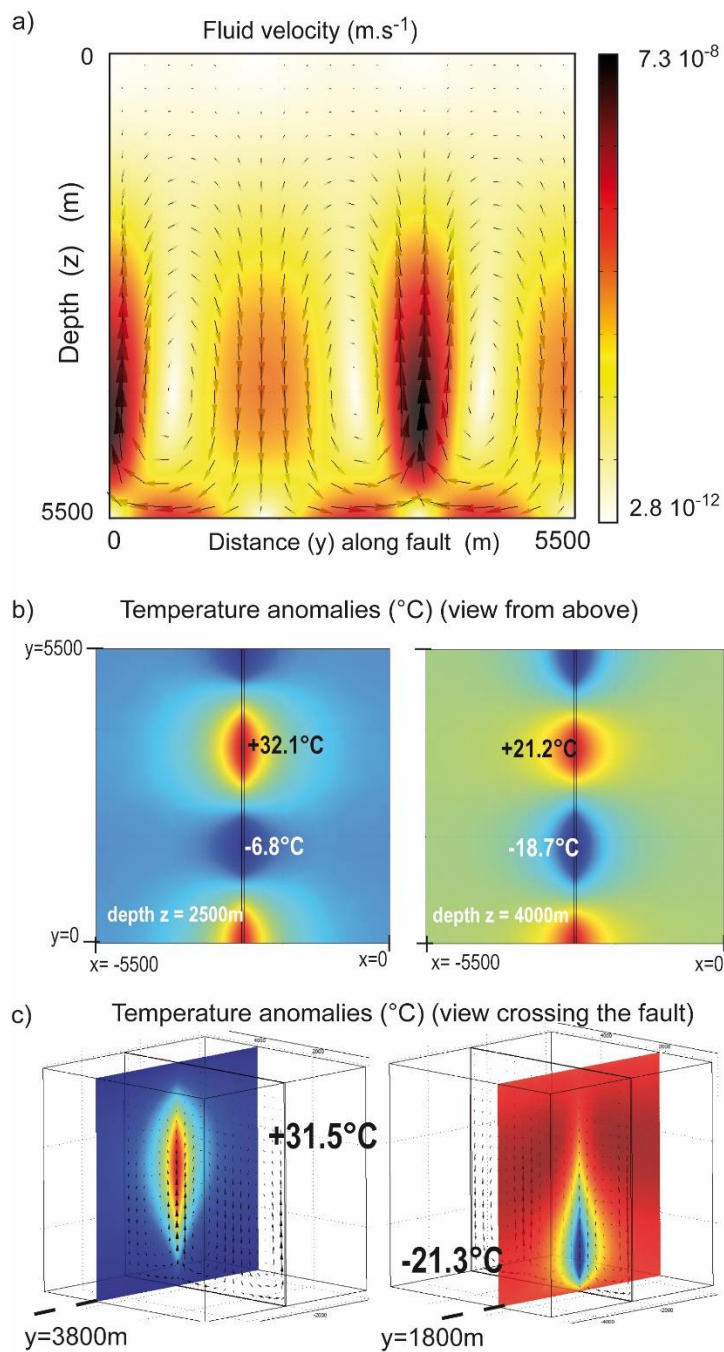 a)
Fluid velocity (m.s⁻¹)
0
7.3 10⁻⁸
Depth (z) (m)
5500
2.8 10⁻¹²
0
Distance (y) along fault (m)
5500
b)
Temperature anomalies (°C) (view from above)
y=5500
+32.1°C
+21.2°C
-6.8°C
-18.7°C
depth z = 2500m
depth z = 4000m
y=0
x= -5500
x=0
x= -5500
x=0
c)
Temperature anomalies (°C) (view crossing the fault)
+31.5°C
-21.3°C
y=3800m
y=1800m